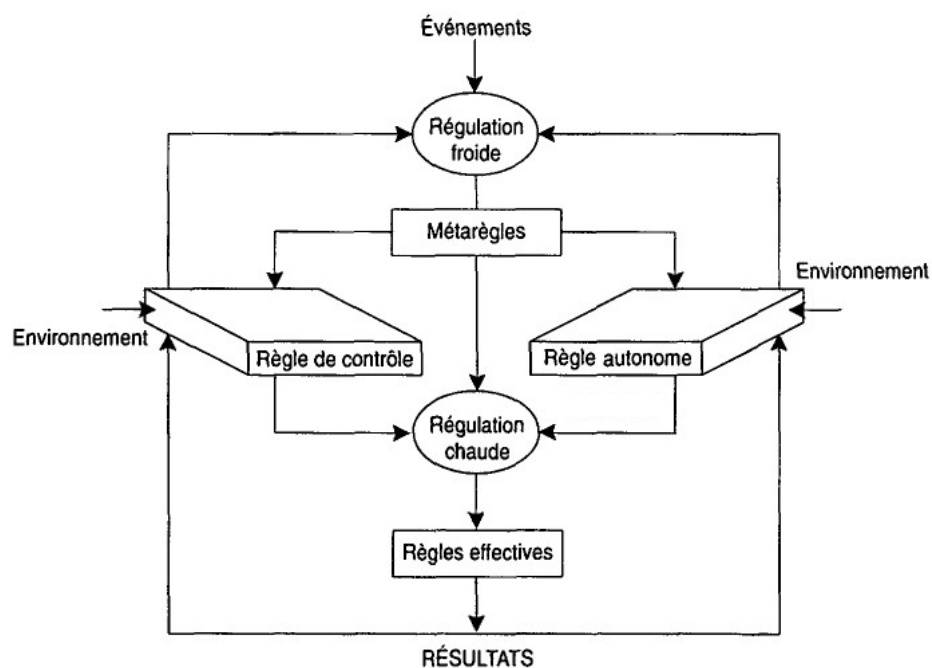 Événements
Régulation
froide
Métarègles
Environnement
Environnement
Règle de contrôle
Règle autonome
Régulation
chaude
Règles effectives
RÉSULTATS